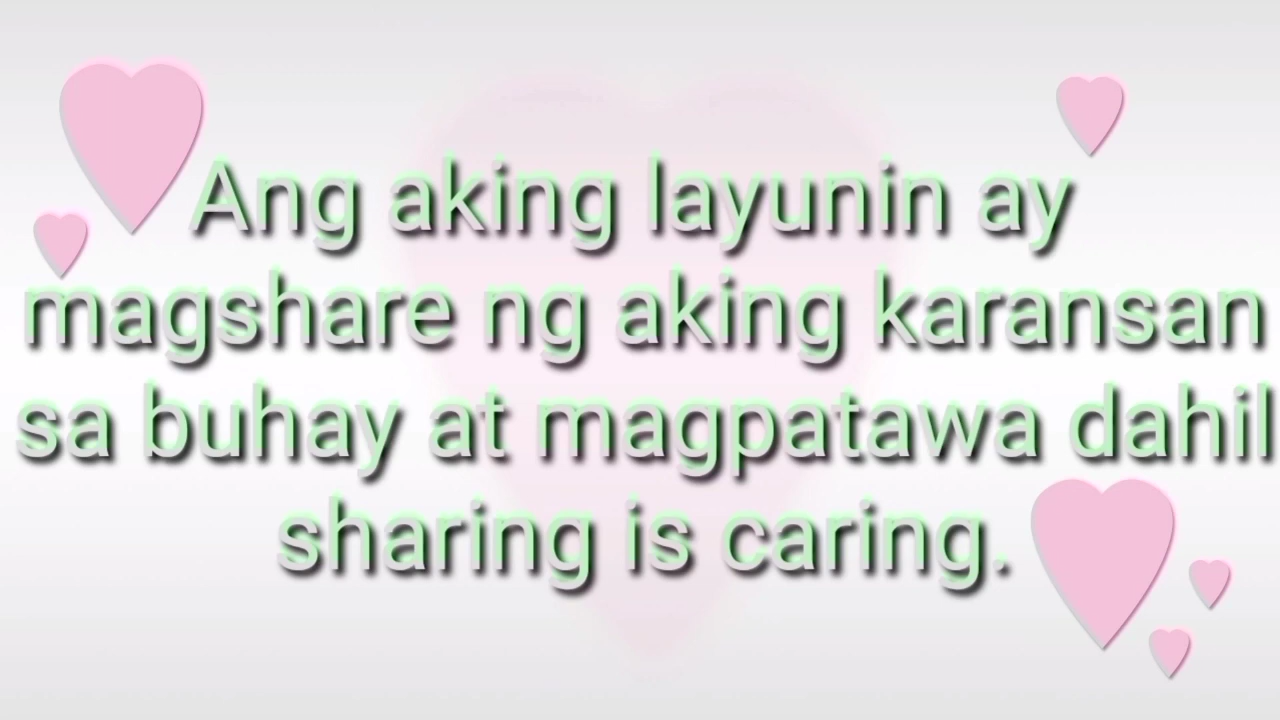 Ang aking layunin ay
magshare ng aking karansan
sa buhay at magpatawa dahil
sharing is caring.